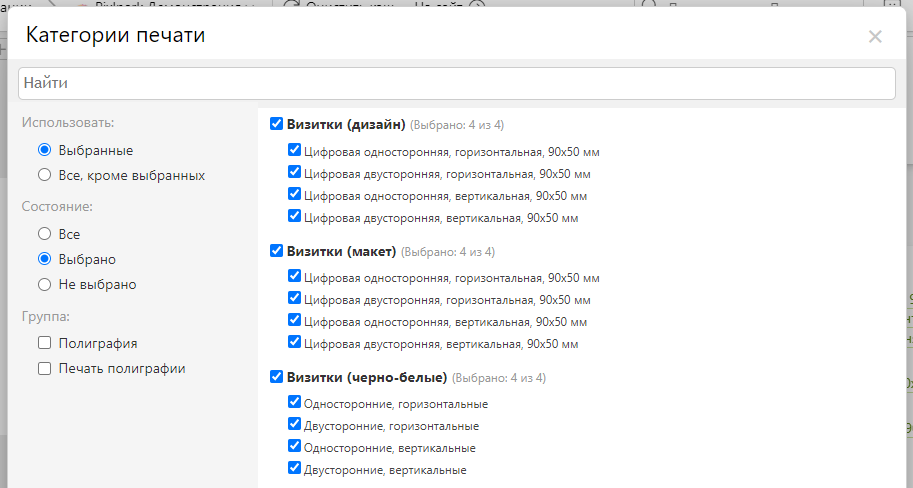 Очистить кэш
На сайт
Категории печати
Найти
Использовать:
Выбранные
Все, кроме выбранных
Состояние:
Все
Выбрано
Не выбрано
Группа:
Полиграфия
Печать полиграфии
Визитки (дизайн) (Выбрано: 4 из 4)
Цифровая односторонняя, горизонтальная, 90x50 мм
Цифровая двусторонняя, горизонтальная, 90x50 мм
Цифровая односторонняя, вертикальная, 90x50 мм
Цифровая двусторонняя, вертикальная, 90x50 мм
Визитки (макет) (Выбрано: 4 из 4)
Цифровая односторонняя, горизонтальная, 90x50 мм
Цифровая двусторонняя, горизонтальная, 90x50 мм
Цифровая односторонняя, вертикальная, 90x50 мм
Цифровая двусторонняя, вертикальная, 90x50 мм
Визитки (черно-белые) (Выбрано: 4 из 4)
Односторонние, горизонтальные
Двусторонние, горизонтальные
Односторонние, вертикальные
Двусторонние, вертикальные